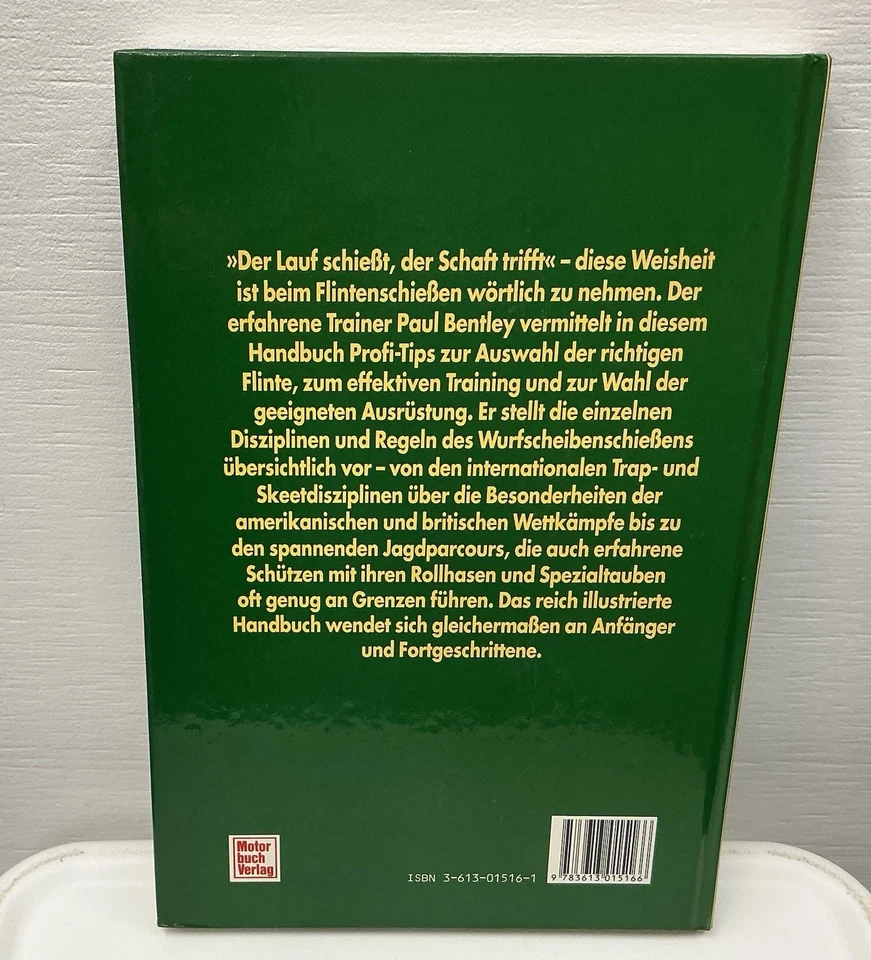 »Der Lauf schießt, der Schaft trifft« – diese Weisheit
ist beim Flintenschießen wörtlich zu nehmen. Der
erfahrene Trainer Paul Bentley vermittelt in diesem
Handbuch Profi-Tips zur Auswahl der richtigen
Flinte, zum effektiven Training und zur Wahl der
geeigneten Ausrüstung. Er stellt die einzelnen
Disziplinen und Regeln des Wurfscheibenschießens
übersichtlich vor – von den internationalen Trap- und
Skeetdisziplinen über die Besonderheiten der
amerikanischen und britischen Wettkämpfe bis zu
den spannenden Jagdparcours, die auch erfahrene
Schützen mit ihren Rollhasen und Spezialtauben
oft genug an Grenzen führen. Das reich illustrierte
Handbuch wendet sich gleichermaßen an Anfänger
und Fortgeschrittene.
Motor
buch
Verlag
ISBN 3-613-01516-1
9 783613 015166